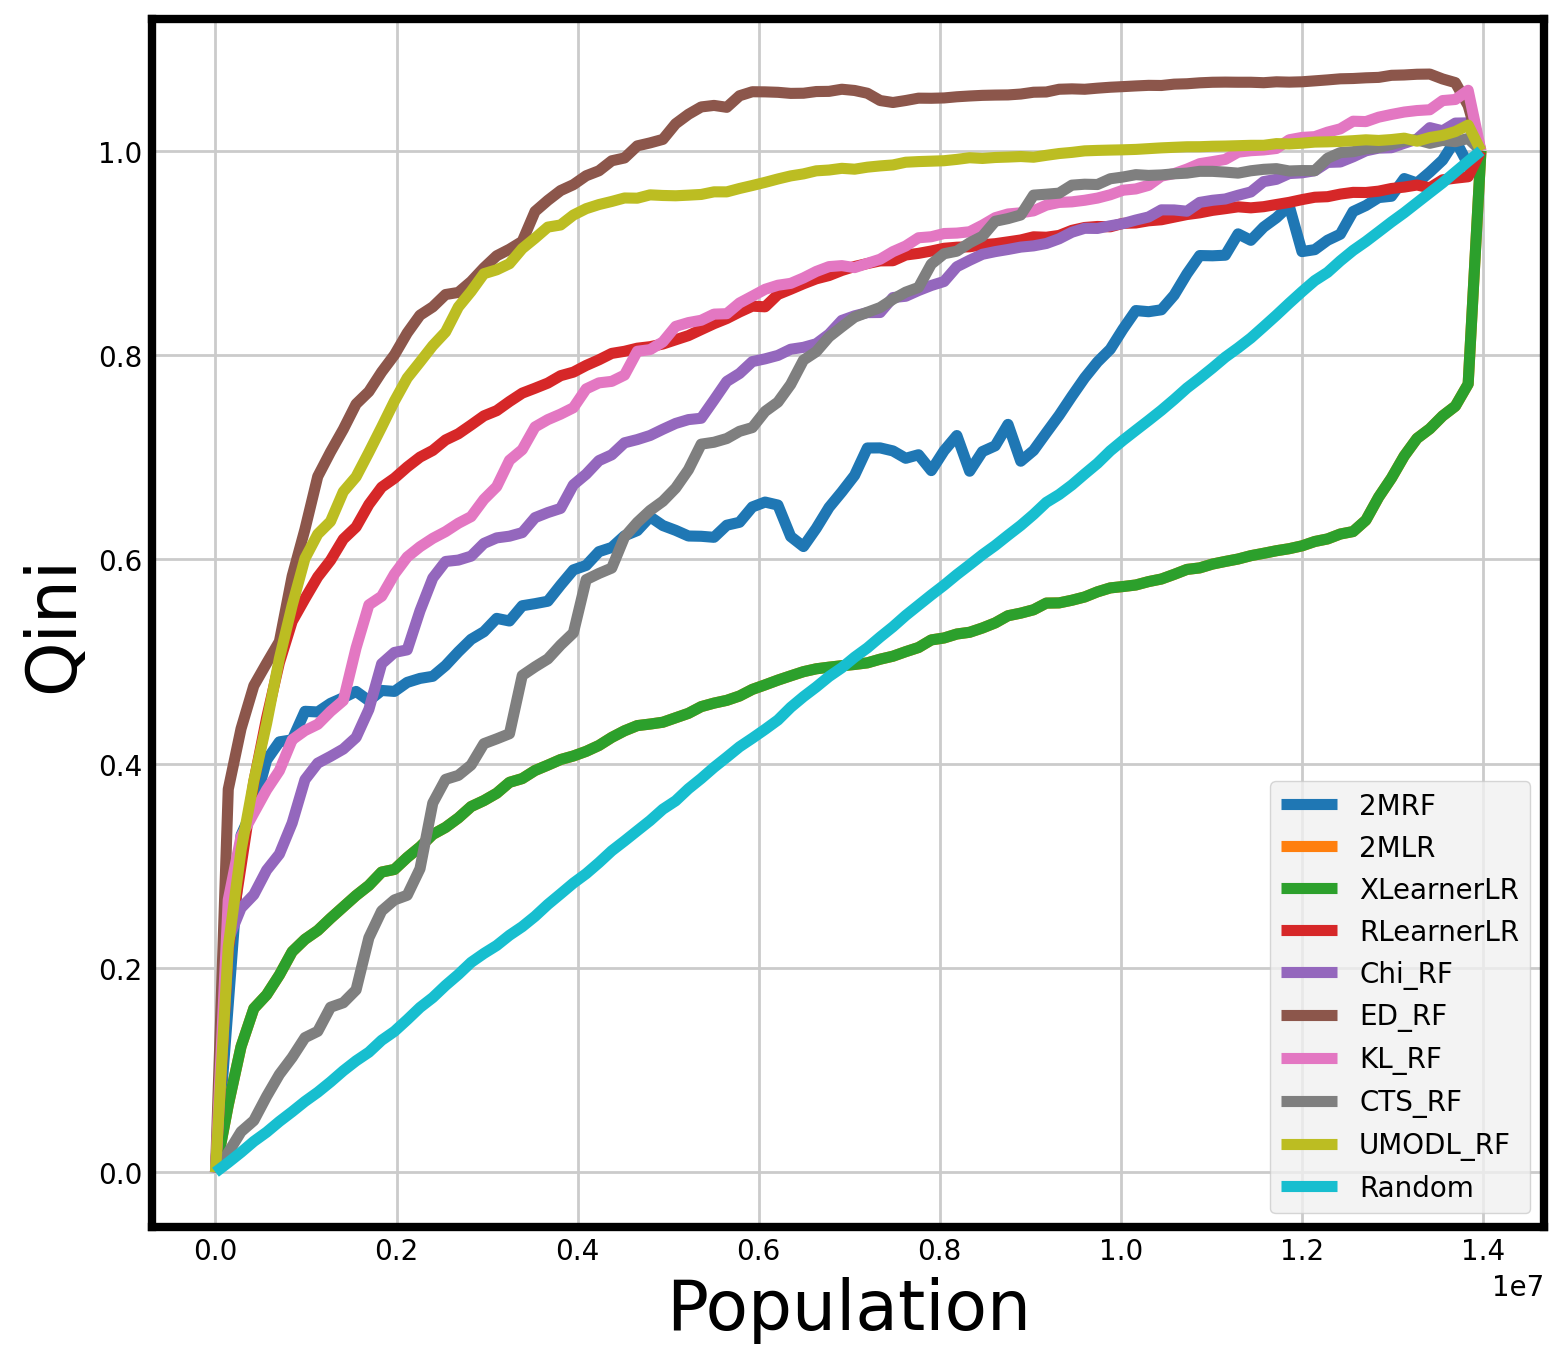 Qini
1.0
0.8
0.6
0.4
0.2
0.0
0.0 0.2 0.4 0.6 0.8 1.0 1.2 1.4
1e7
Population
2MRF
2MLR
XLearnerLR
RLearnerLR
Chi_RF
ED_RF
KL_RF
CTS_RF
UMODL_RF
Random